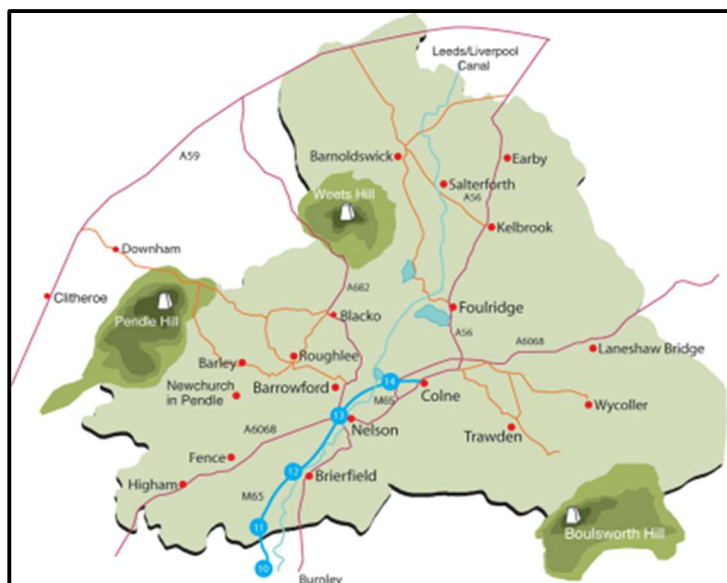 Leeds/Liverpool
Canal
A59
Barnoldswick
Earby
Salterforth
A56
Weets Hill
Kelbrook
Downham
A682
Clitheroe
Foulridge
Blacko
Pendle Hill
A56
A6068
Laneshaw Bridge
Roughlee
Barley
14
Newchurch
in Pendle
Barrowford
M65
Colne
Wycoller
13
Nelson
Trawden
A6068
Fence
12
Brierfield
Higham
M65
11
Boulsworth Hill
10
Burnley